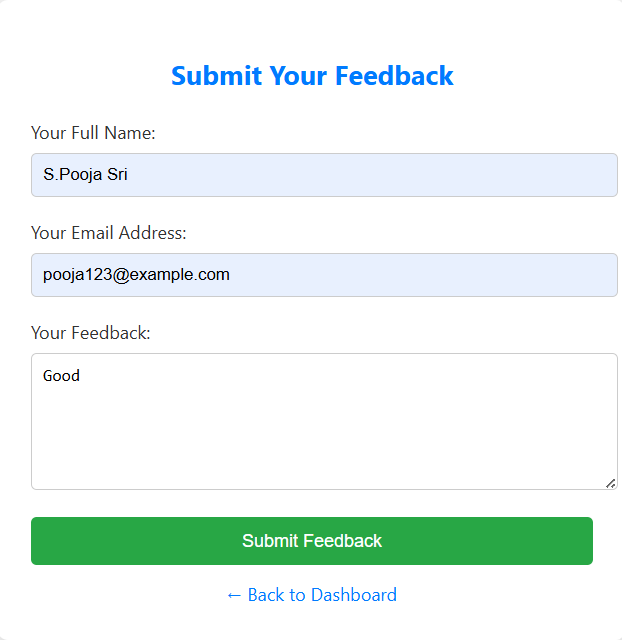 Submit Your Feedback
Your Full Name:
S.Pooja Sri
Your Email Address:
pooja123@example.com
Your Feedback:
Good
Submit Feedback
← Back to Dashboard